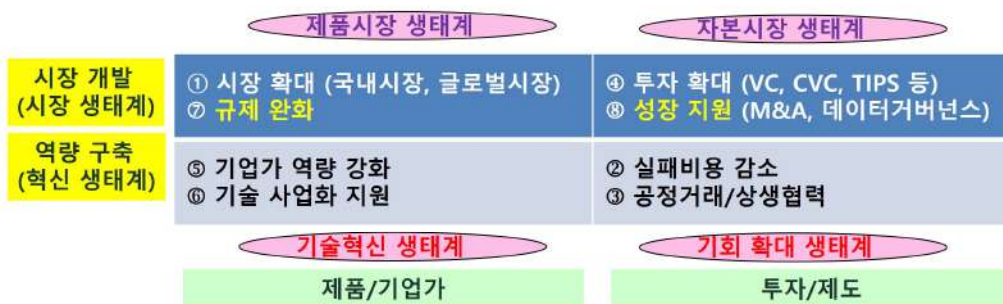 제품시장 생태계
자본시장 생태계
시장 개발
(시장 생태계)
① 시장 확대 (국내시장, 글로벌시장)
⑦ 규제 완화
④ 투자 확대 (VC, CVC, TIPS 등)
⑧ 성장 지원 (M&A, 데이터거버넌스)
역량 구축
(혁신 생태계)
⑤ 기업가 역량 강화
⑥ 기술 사업화 지원
② 실패비용 감소
③ 공정거래/상생협력
기술혁신 생태계
기회 확대 생태계
제품/기업가
투자/제도